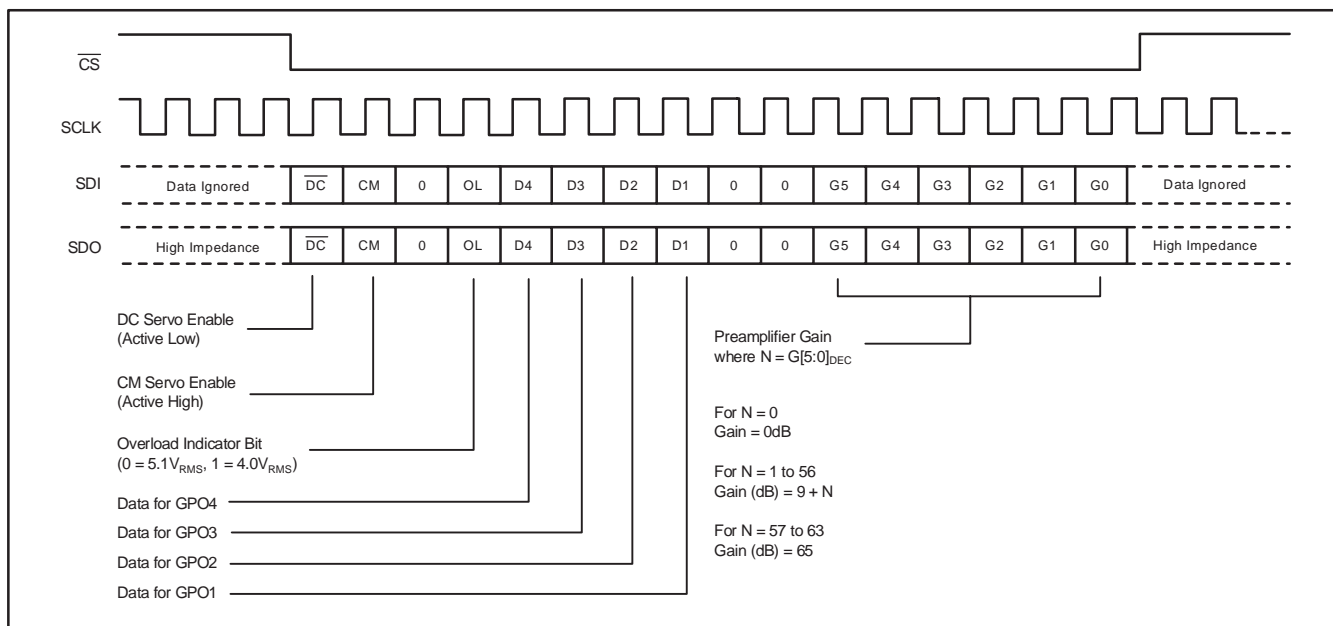 CS
SCLK
SDI Data Ignored DC CM 0 OL D4 D3 D2 D1 0 0 G5 G4 G3 G2 G1 G0 Data Ignored
SDO High Impedance DC CM 0 OL D4 D3 D2 D1 0 0 G5 G4 G3 G2 G1 G0 High Impedance
DC Servo Enable
(Active Low)
CM Servo Enable
(Active High)
Overload Indicator Bit
(0 = 5.1VRMS, 1 = 4.0VRMS)
Data for GPO4
Data for GPO3
Data for GPO2
Data for GPO1
Preamplifier Gain
where N = G[5:0]DEC
For N = 0
Gain = 0dB
For N = 1 to 56
Gain (dB) = 9 + N
For N = 57 to 63
Gain (dB) = 65